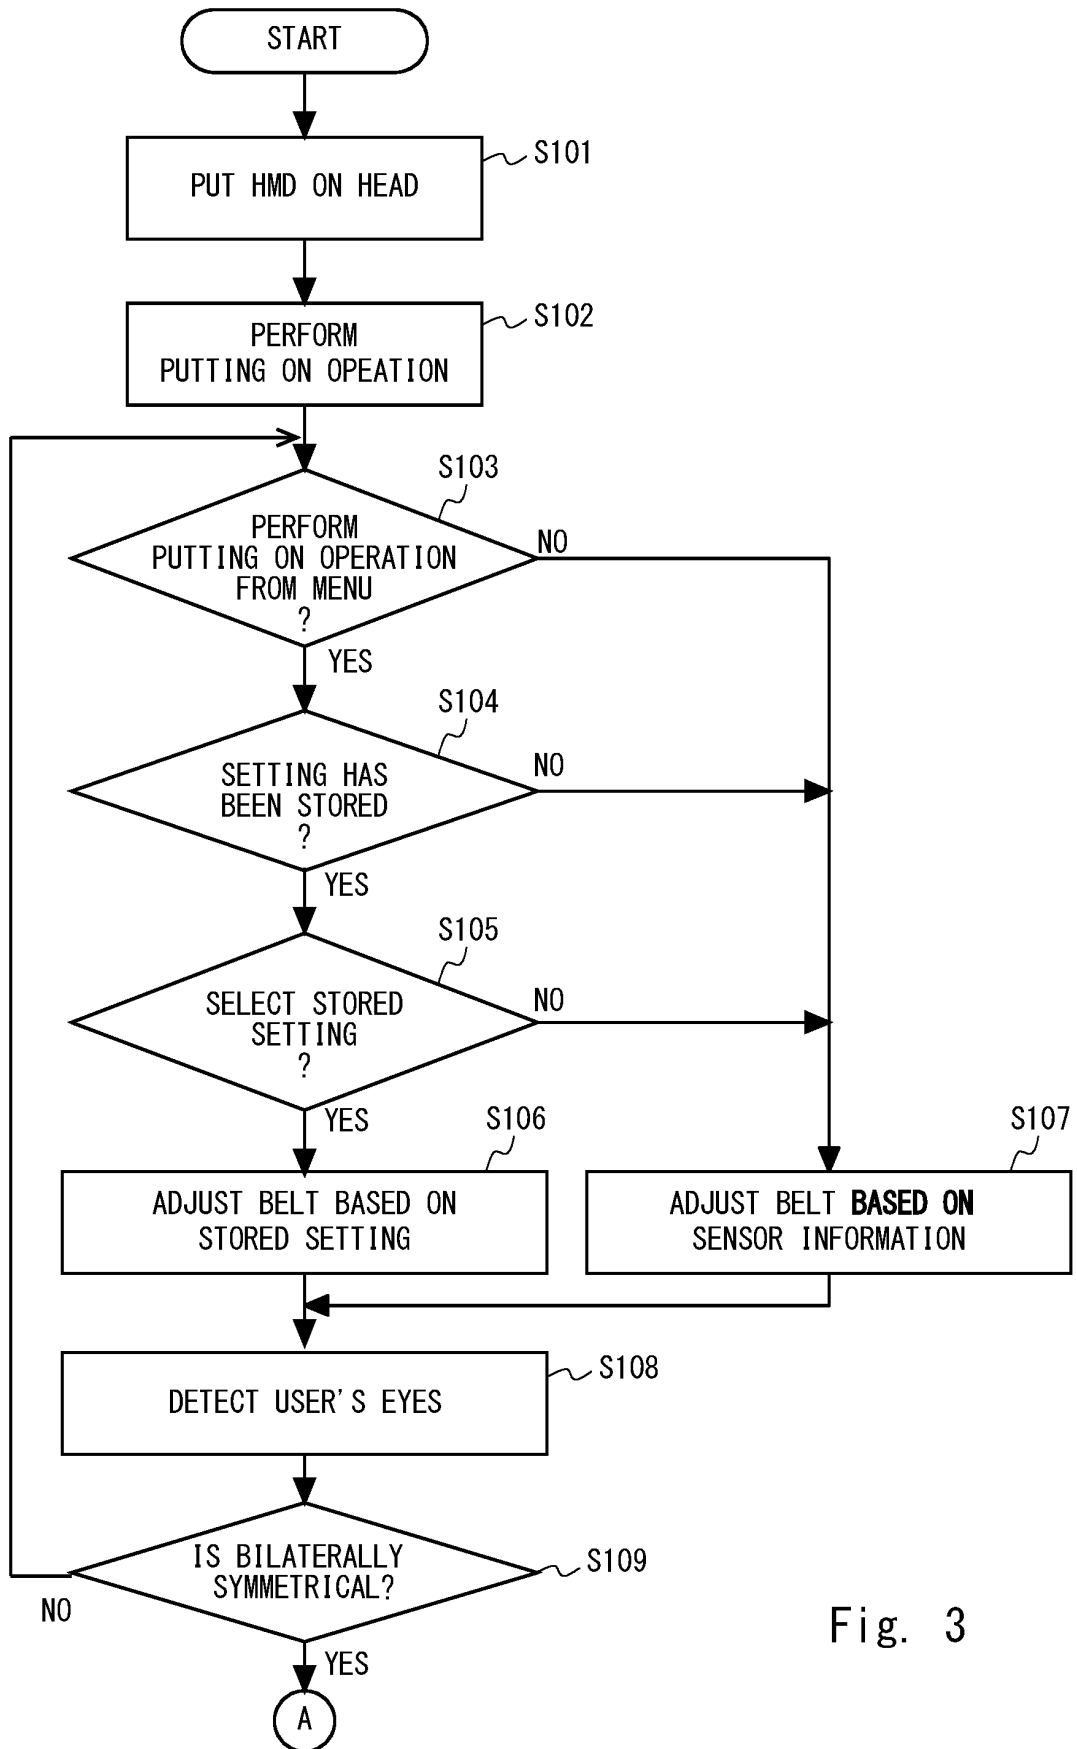 START
S101
PUT HMD ON HEAD
S102
PERFORM
PUTTING ON OPEATION
S103
PERFORM
PUTTING ON OPERATION
FROM MENU
?
NO
YES
S104
SETTING HAS
BEEN STORED
?
NO
YES
S105
SELECT STORED
SETTING
?
NO
YES
S106
ADJUST BELT BASED ON
STORED SETTING
S107
ADJUST BELT BASED ON
SENSOR INFORMATION
S108
DETECT USER'S EYES
S109
IS BILATERALLY
SYMMETRICAL?
NO
YES
A
Fig. 3